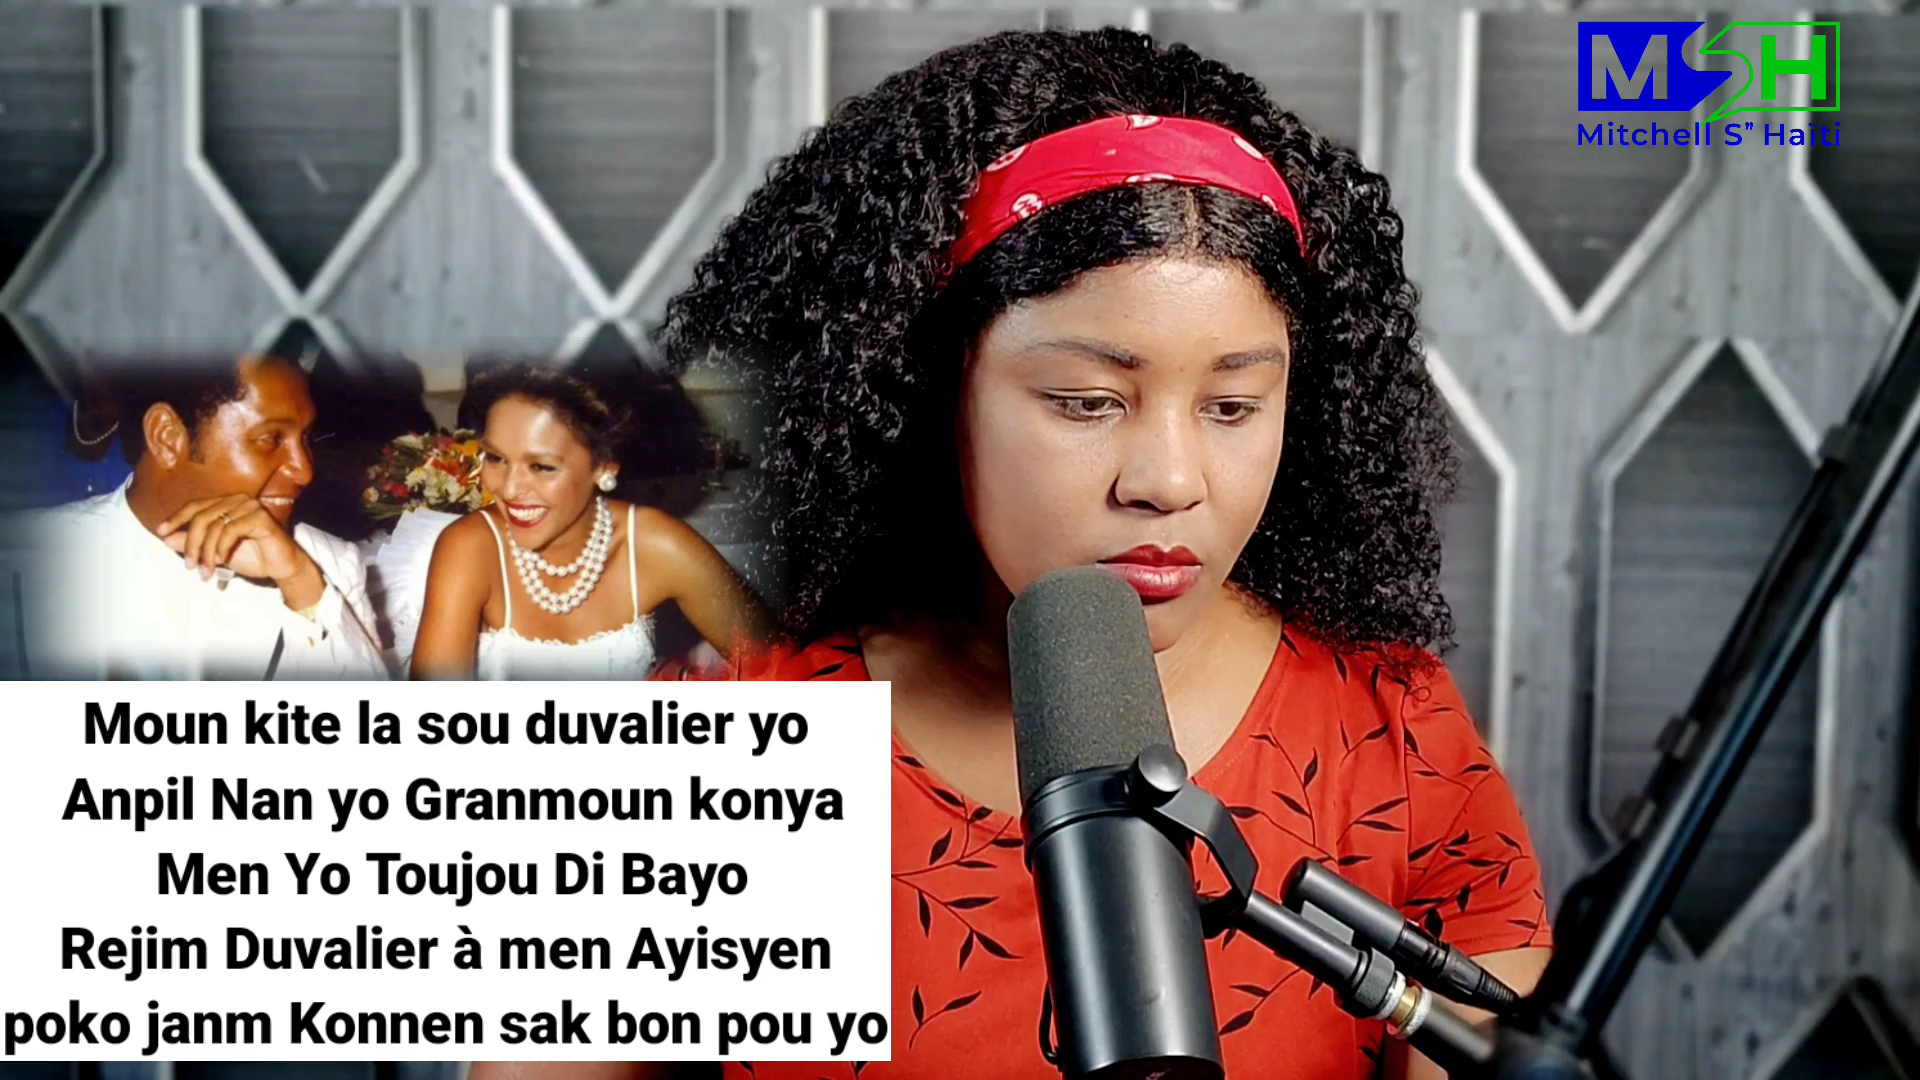 MSH
Mitchell S" Haïti
Moun kite la sou duvalier yo
Anpil Nan yo Granmoun konya
Men Yo Toujou Di Bayo
Rejim Duvalier à men Ayisyen
poko janm Konnen sak bon pou yo